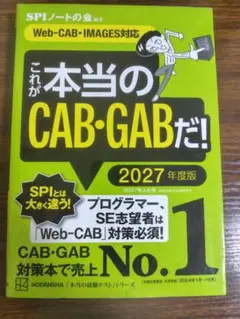 SPIノートの会 編著
Web-CAB・IMAGES対応
これが
本当の
CAB・GABだ!
2027年度版
SPIとは
大きく違う!
プログラマー、
SE志望者は
「Web-CAB」対策必須!
CAB・GAB
対策本で売上
No.1
KODANSHA
「本当の就職テスト」シリーズ